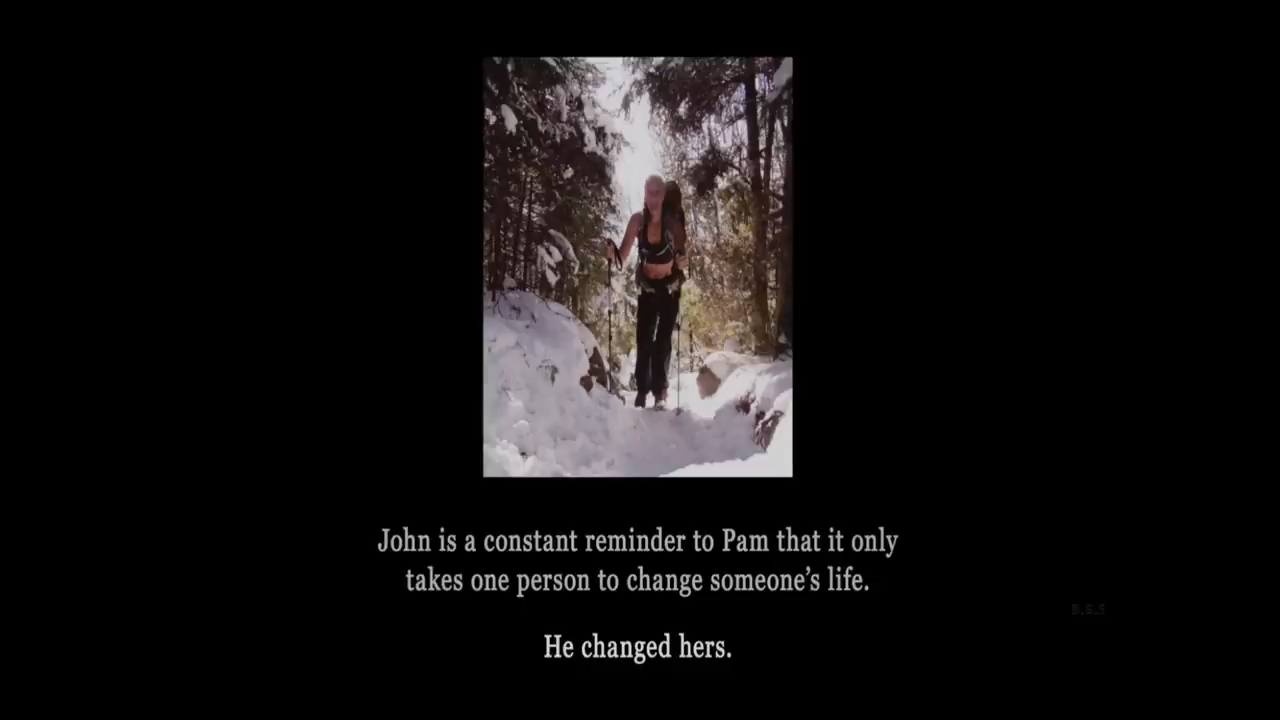 John is a constant reminder to Pam that it only
takes one person to change someone’s life.
He changed hers.